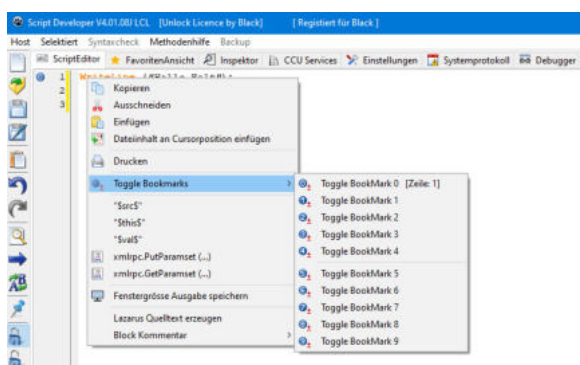 Script Developer V4.01.08J LCL [Unlock Licence by Black] [ Registiert für Black ]
Host Selektiert Syntaxcheck Methodenhilfe Backup
ScriptEditor FavoritenAnsicht Inspektor CCU Services Einstellungen Systemprotokoll Debugger
1
2
3
Kopieren
Ausschneiden
Einfügen
Dateiinhalt an Cursorposition einfügen
Drucken
Toggle Bookmarks
"$src$"
"$this$"
"$val$"
xmlrpc.PutParamset (...)
xmlrpc.GetParamset (...)
Fenstergrösse Ausgabe speichern
Lazarus Quelltext erzeugen
Block Kommentar
Toggle BookMark 0 [Zeile: 1]
Toggle BookMark 1
Toggle BookMark 2
Toggle BookMark 3
Toggle BookMark 4
Toggle BookMark 5
Toggle BookMark 6
Toggle BookMark 7
Toggle BookMark 8
Toggle BookMark 9